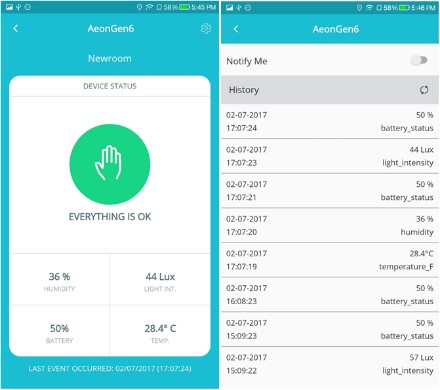 58% 5:45 PM
AeonGen6
Newroom
DEVICE STATUS
EVERYTHING IS OK
36 % 44 Lux
HUMIDITY LIGHT INT.
50% 28.4° C
BATTERY TEMP.
LAST EVENT OCCURRED: 02/07/2017 (17:07:24)
58% 5:46 PM
AeonGen6
Notify Me
History
02-07-2017 50 %
17:07:24 battery_status
02-07-2017 44 Lux
17:07:23 light_intensity
02-07-2017 50 %
17:07:21 battery_status
02-07-2017 36 %
17:07:20 humidity
02-07-2017 28.4°C
17:07:19 temperature_F
02-07-2017 50 %
16:08:23 battery_status
02-07-2017 50 %
15:09:23 battery_status
02-07-2017 57 Lux
15:09:22 light_intensity